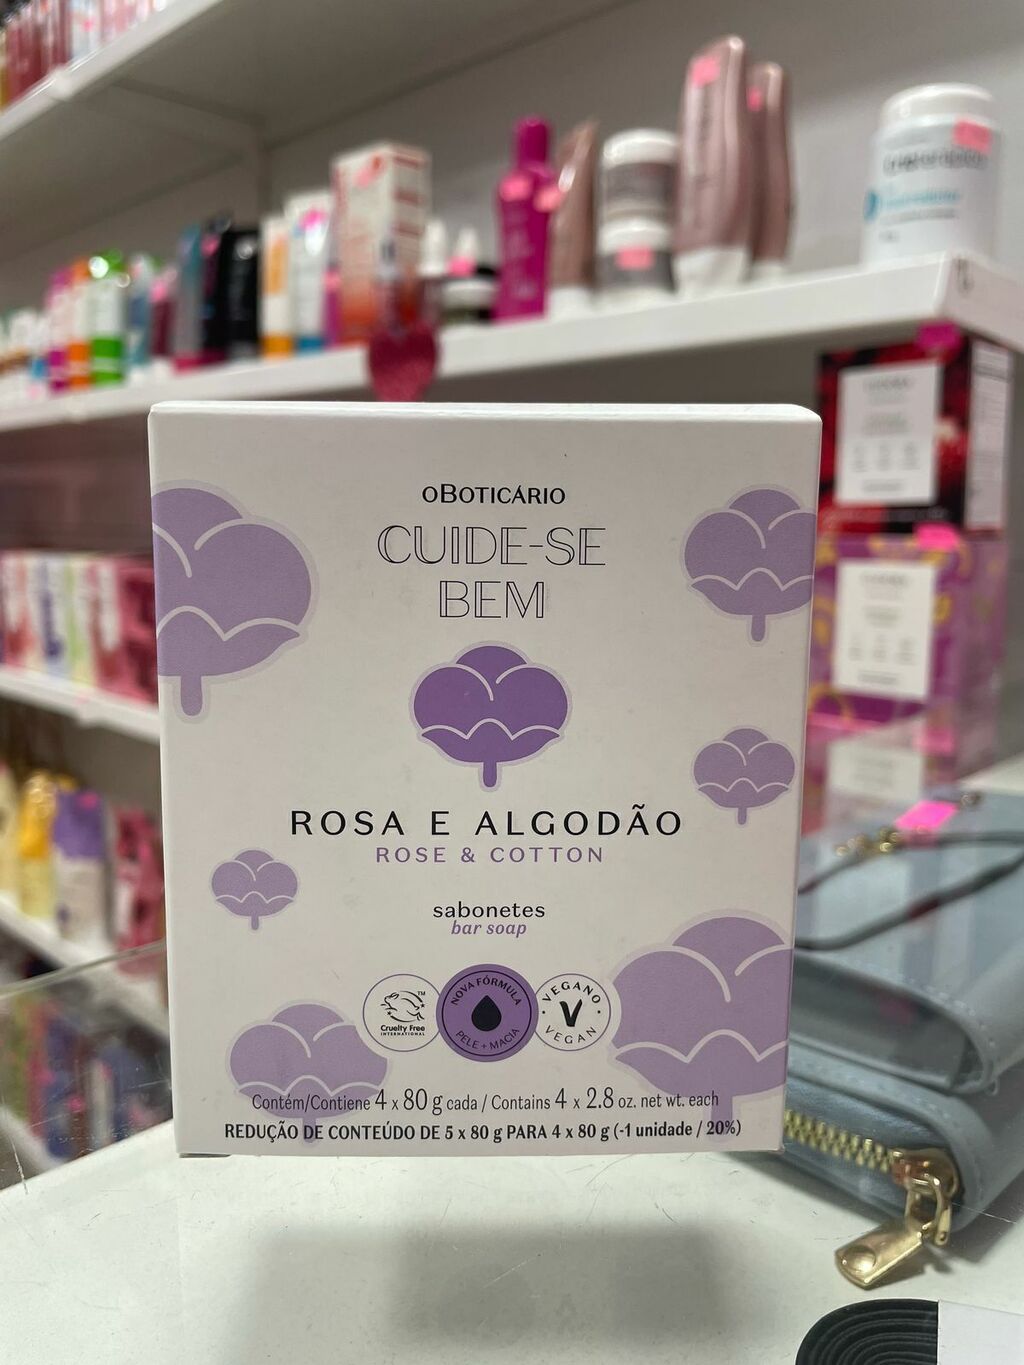 oBOTICÁRIO
CUIDE-SE
BEM
ROSA E ALGODÃO
ROSE & COTTON
sabonetes
bar soap
Cruelty Free
INTERNATIONAL
TM
NOVA FÓRMULA
PELE + MACIA
VEGANO
V
VEGAN
Contém/Contiene 4 x 80 g cada / Contains 4 x 2.8 oz. net wt. each
REDUÇÃO DE CONTEÚDO DE 5 x 80 g PARA 4 x 80 g (-1 unidade / 20%)